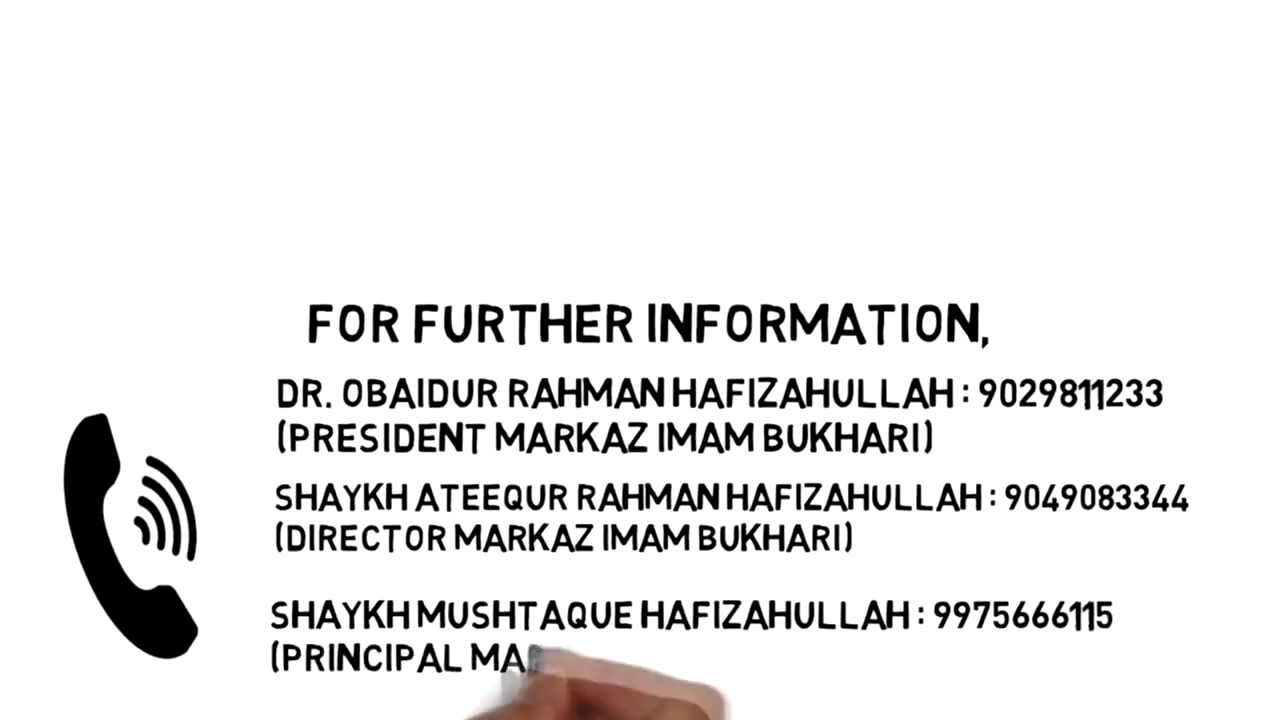 FOR FURTHER INFORMATION,
DR. OBAIDUR RAHMAN HAFIZAHULLAH : 9029811233
(PRESIDENT MARKAZ IMAM BUKHARI)
SHAYKH ATEEQUR RAHMAN HAFIZAHULLAH : 9049083344
(DIRECTOR MARKAZ IMAM BUKHARI)
SHAYKH MUSHTAQUE HAFIZAHULLAH : 9975666115
(PRINCIPAL